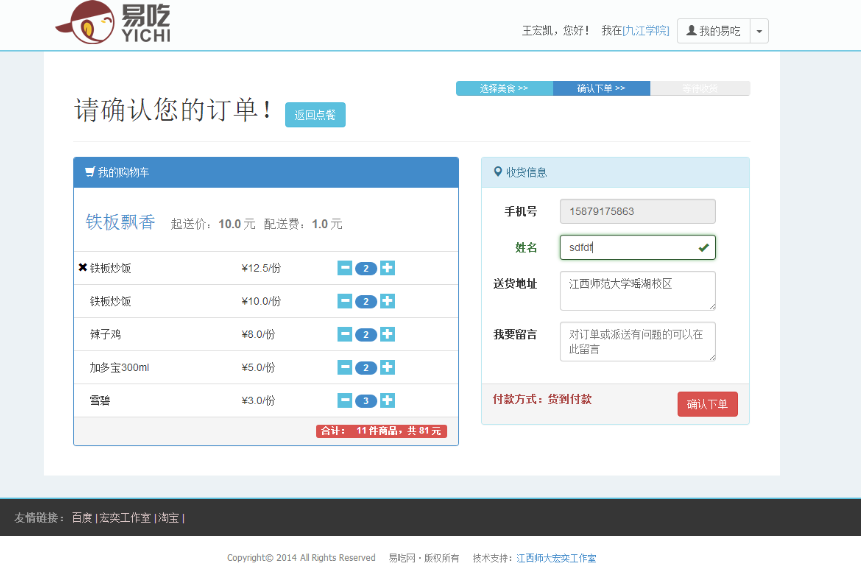 易吃
YICHI
王宏凯，您好！ 我在[九江学院] 我的易吃
选择美食 >> 确认下单 >>
请确认您的订单！ 返回点餐
我的购物车
铁板飘香 起送价：10.0 元 配送费：1.0 元
铁板炒饭 ¥12.5/份 2
铁板炒饭 ¥10.0/份 2
辣子鸡 ¥8.0/份 2
加多宝300ml ¥5.0/份 2
雪碧 ¥3.0/份 3
合计： 11 件商品，共 81 元
收货信息
手机号 15879175863
姓名 sdfdf
送货地址 江西师范大学瑶湖校区
我要留言 对订单或派送有问题的可以在
此留言
付款方式：货到付款 确认下单
友情链接：百度 |宏奕工作室 |淘宝 |
Copyright© 2014 All Rights Reserved 易吃网·版权所有 技术支持：江西师大宏奕工作室